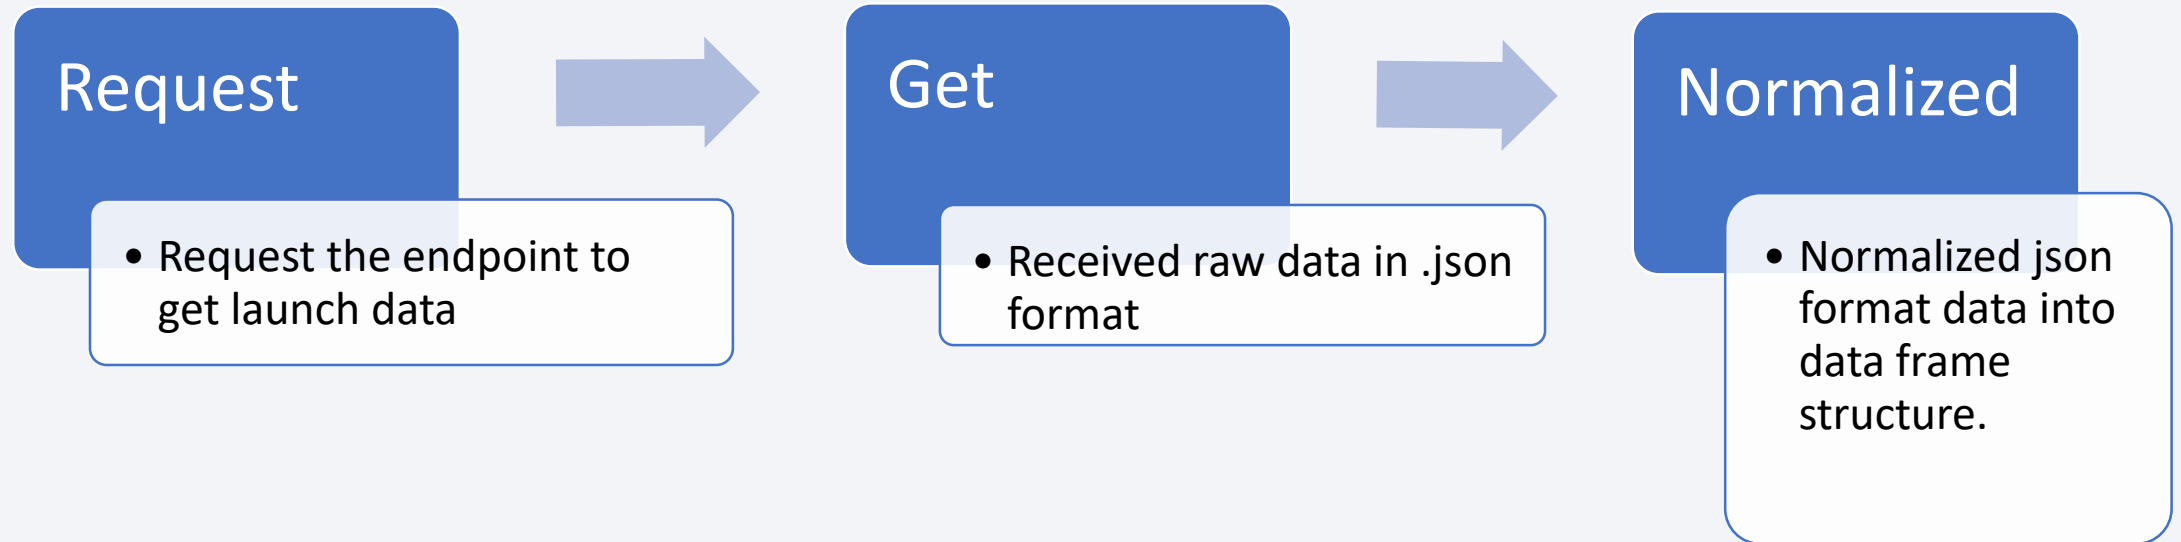 Request
• Request the endpoint to
get launch data
Get
• Received raw data in .json
format
Normalized
• Normalized json
format data into
data frame
structure.